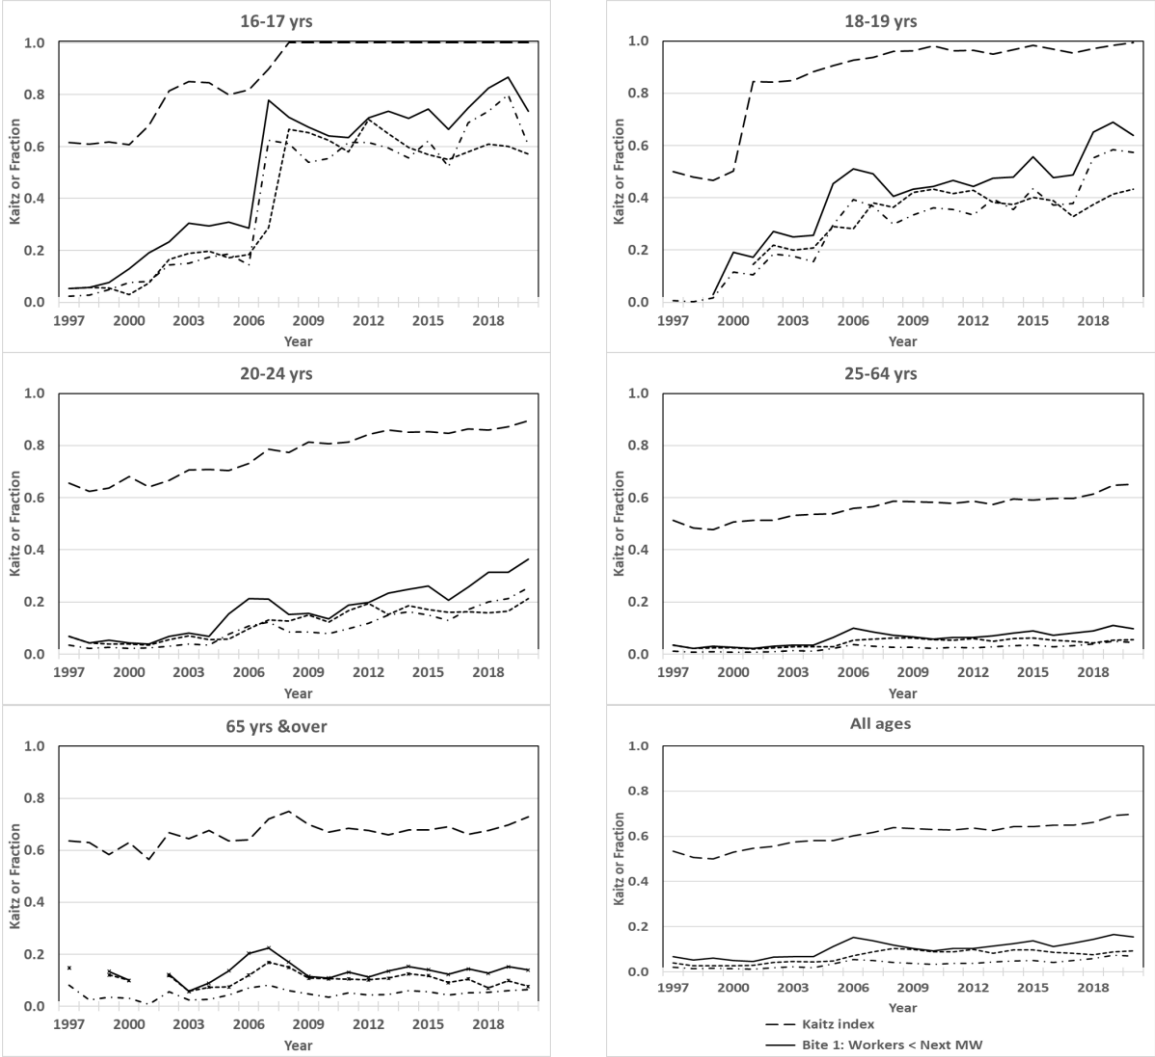 16-17 yrs
Kaitz or Fraction
1.0
0.8
0.6
0.4
0.2
0.0
1997 2000 2003 2006 2009 2012 2015 2018
Year
18-19 yrs
Kaitz or Fraction
1.0
0.8
0.6
0.4
0.2
0.0
1997 2000 2003 2006 2009 2012 2015 2018
Year
20-24 yrs
Kaitz or Fraction
1.0
0.8
0.6
0.4
0.2
0.0
1997 2000 2003 2006 2009 2012 2015 2018
Year
25-64 yrs
Kaitz or Fraction
1.0
0.8
0.6
0.4
0.2
0.0
1997 2000 2003 2006 2009 2012 2015 2018
Year
65 yrs &over
Kaitz or Fraction
1.0
0.8
0.6
0.4
0.2
0.0
1997 2000 2003 2006 2009 2012 2015 2018
Year
All ages
Kaitz or Fraction
1.0
0.8
0.6
0.4
0.2
0.0
1997 2000 2003 2006 2009 2012 2015 2018
Year
Kaitz index
Bite 1: Workers < Next MW